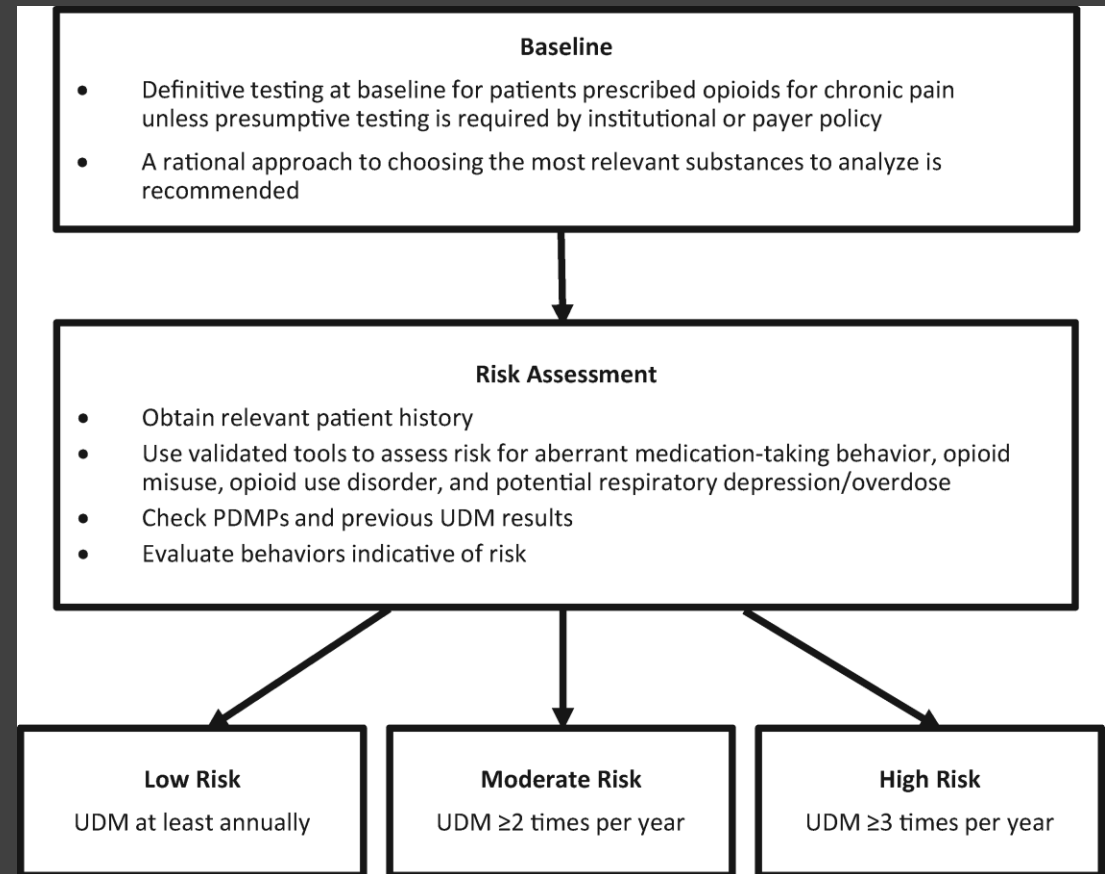 Baseline
• Definitive testing at baseline for patients prescribed opioids for chronic pain
unless presumptive testing is required by institutional or payer policy
• A rational approach to choosing the most relevant substances to analyze is
recommended
Risk Assessment
• Obtain relevant patient history
• Use validated tools to assess risk for aberrant medication-taking behavior, opioid
misuse, opioid use disorder, and potential respiratory depression/overdose
• Check PDMPs and previous UDM results
• Evaluate behaviors indicative of risk
Low Risk
UDM at least annually
Moderate Risk
UDM ≥2 times per year
High Risk
UDM ≥3 times per year